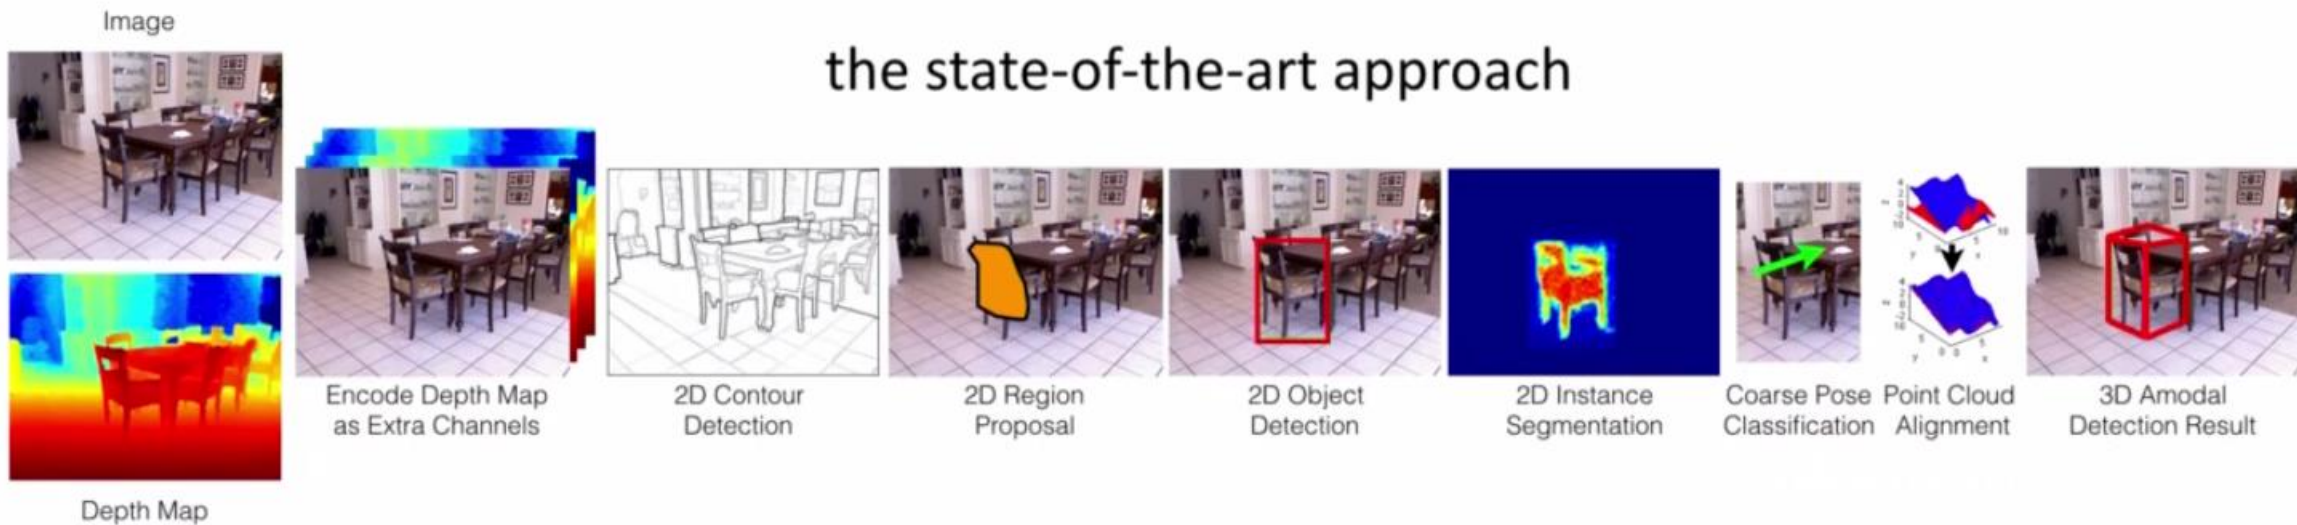 Image
the state-of-the-art approach
Encode Depth Map
as Extra Channels
2D Contour
Detection
2D Region
Proposal
2D Object
Detection
2D Instance
Segmentation
Coarse Pose
Classification
Point Cloud
Alignment
3D Amodal
Detection Result
Depth Map